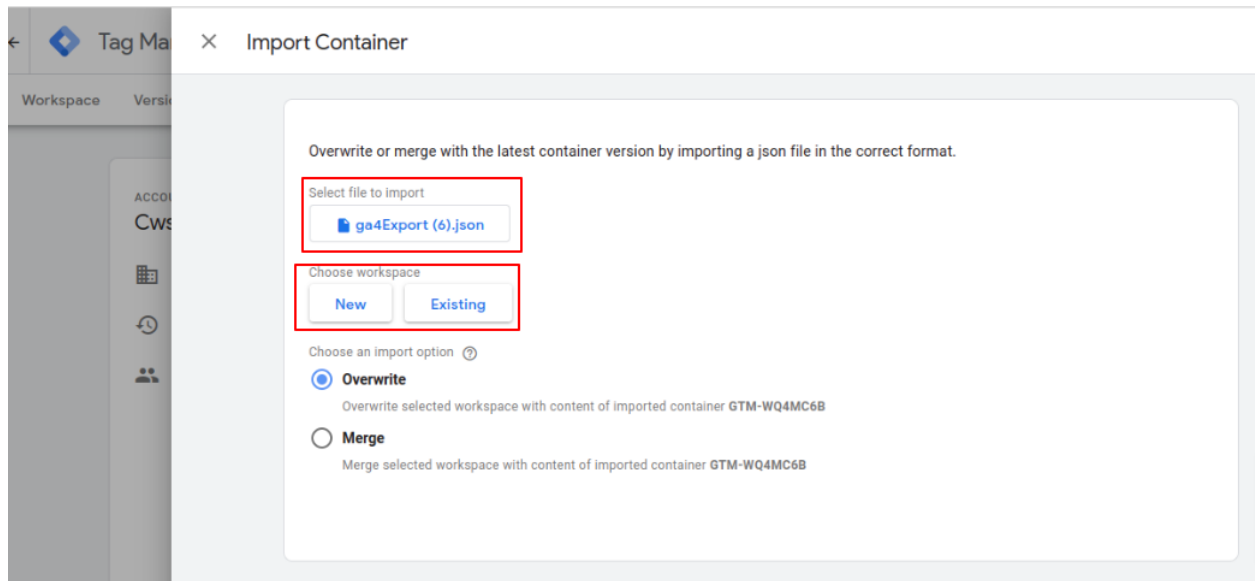 Tag Ma
Import Container
Workspace Versi
Overwrite or merge with the latest container version by importing a json file in the correct format.
ACCOU
Cws
Select file to import
ga4Export (6).json
Choose workspace
New Existing
Choose an import option
Overwrite
Overwrite selected workspace with content of imported container GTM-WQ4MC6B
Merge
Merge selected workspace with content of imported container GTM-WQ4MC6B